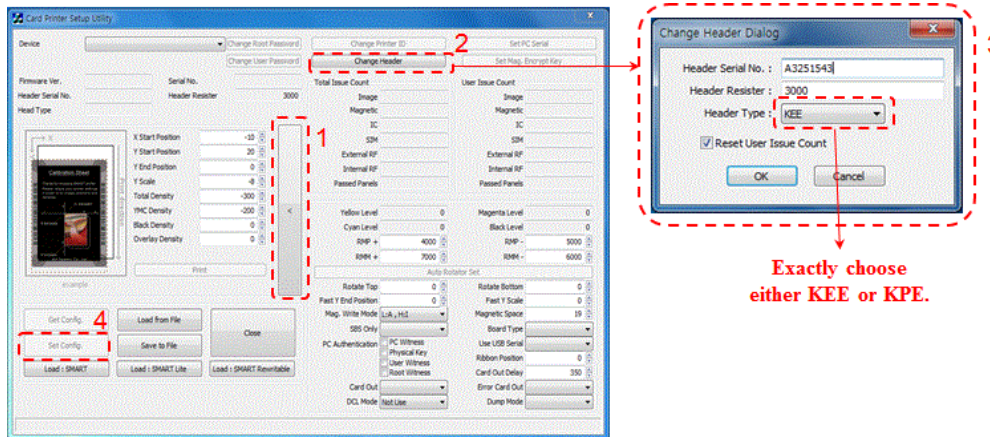 Card Printer Setup Utility
Device
Change Root Password
Change Printer ID
Set PC Serial
Change User Password
2
Change Header
Set Mag. Encrypt Key
Firmware Ver.
Serial No.
Total Issue Count
User Issue Count
Header Serial No.
Header Resister
3000
Image
Image
Head Type
Magnetic
Magnetic
IC
IC
SIM
SIM
External RF
External RF
Internal RF
Internal RF
Passed Panels
Passed Panels
X
Calibration Sheet
Print direction
example
X Start Position
-10
1
Y Start Position
20
Y End Position
0
Y Scale
-8
Total Density
-300
YMC Density
-200
<
Black Density
0
Overlay Density
0
Print
Yellow Level
0
Magenta Level
0
Cyan Level
0
Black Level
0
RMP +
4000
RMP -
5000
RMM +
7000
RMM -
6000
Auto Rotator Set
Rotate Top
0
Rotate Bottom
0
Fast Y End Position
0
Fast Y Scale
0
Mag. Write Mode
L:A , H:I
Magnetic Space
19
SBS Only
Board Type
PC Authentication
PC Witness
Physical Key
User Witness
Root Witness
Use USB Serial
Ribbon Position
0
Card Out Delay
350
Card Out
Error Card Out
DCL Mode
Not Use
Dump Mode
Get Config.
4
Load from File
Close
Set Config.
Save to File
Load : SMART
Load : SMART Lite
Load : SMART Rewritable
Change Header Dialog
Header Serial No. :
A3251543
Header Resister :
3000
Header Type :
KEE
Reset User Issue Count
OK
Cancel
Exactly choose
either KEE or KPE.